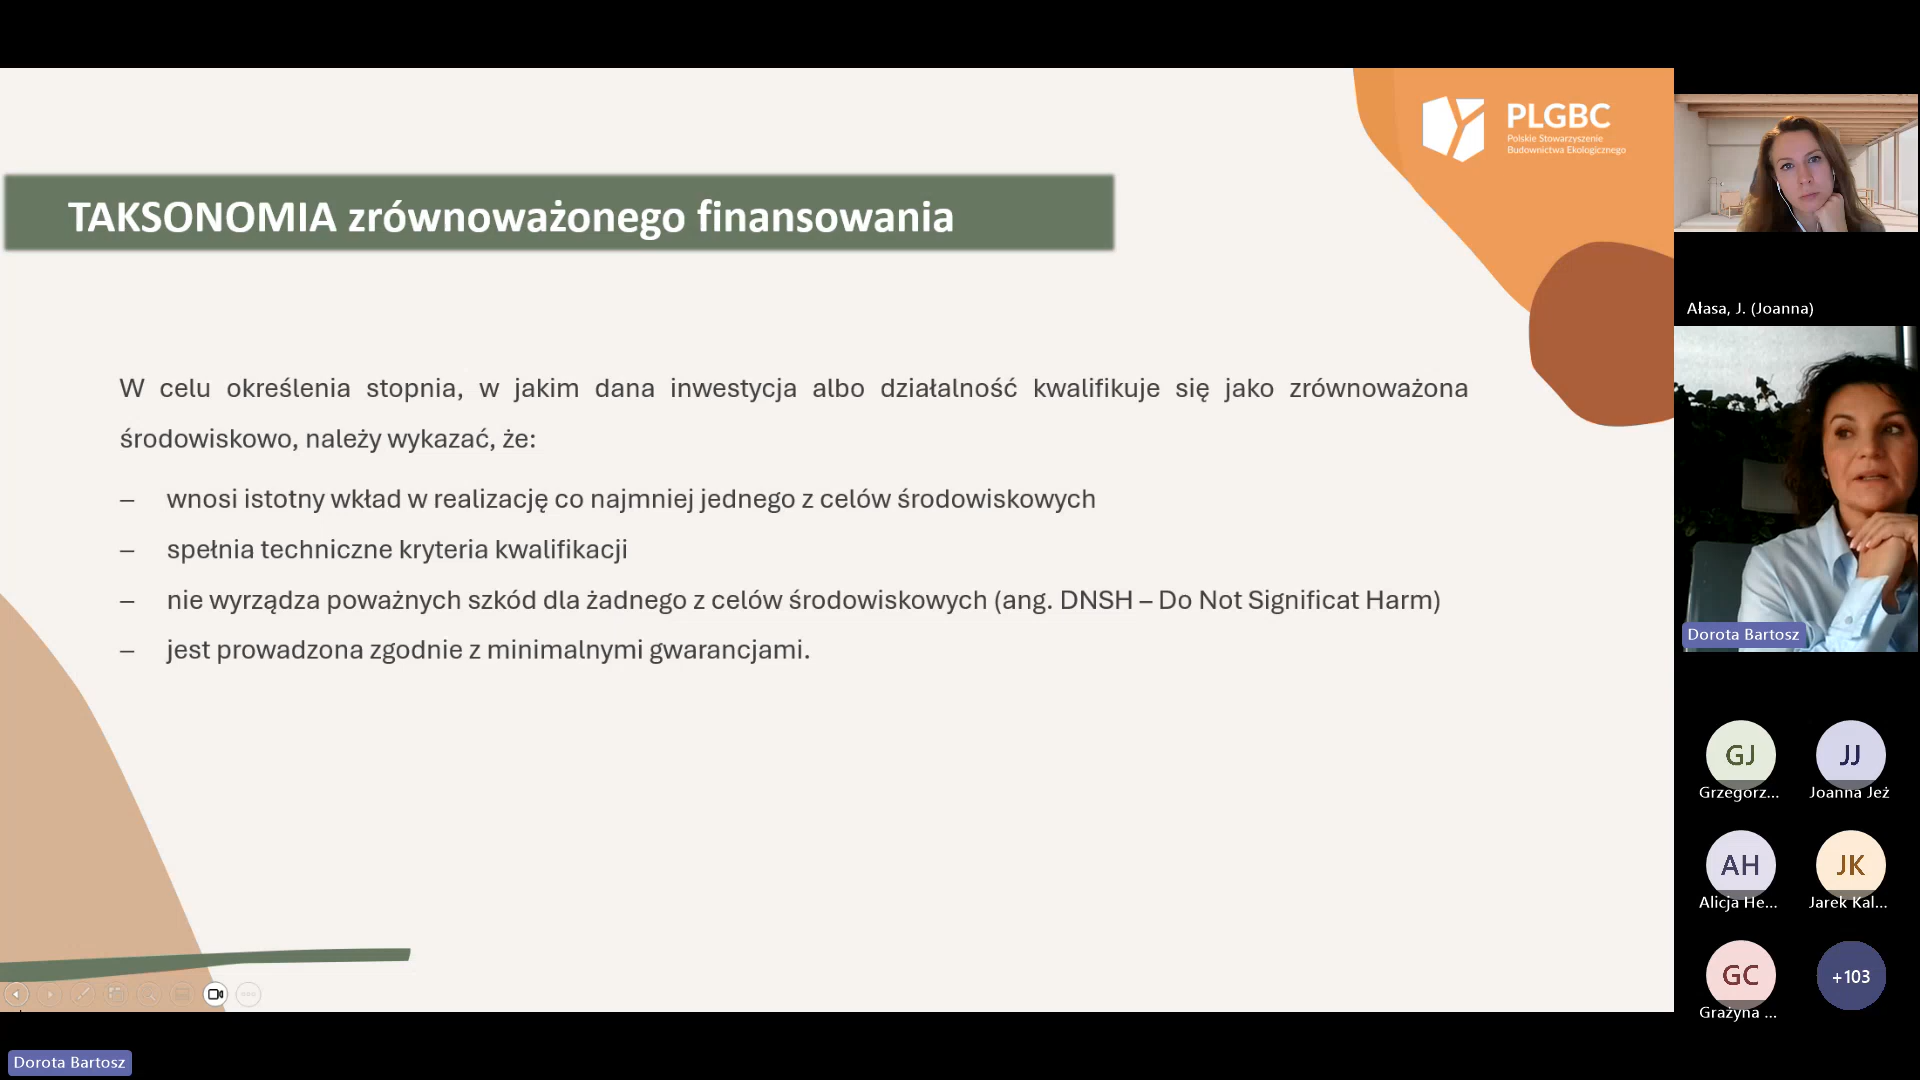 PLGBC
Polskie Stowarzyszenie
Budownictwa Ekologicznego
TAKSONOMIA zrównoważonego finansowania
W celu określenia stopnia, w jakim dana inwestycja albo działalność kwalifikuje się jako zrównoważona
środowiskowo, należy wykazać, że:
– wnosi istotny wkład w realizację co najmniej jednego z celów środowiskowych
– spełnia techniczne kryteria kwalifikacji
– nie wyrządza poważnych szkód dla żadnego z celów środowiskowych (ang. DNSH – Do Not Significat Harm)
– jest prowadzona zgodnie z minimalnymi gwarancjami.
Ałasa, J. (Joanna)
Dorota Bartosz
GJ
Grzegorz...
JJ
Joanna Jeż
AH
Alicja He...
JK
Jarek Kal...
GC
Grażyna ...
+103
Dorota Bartosz